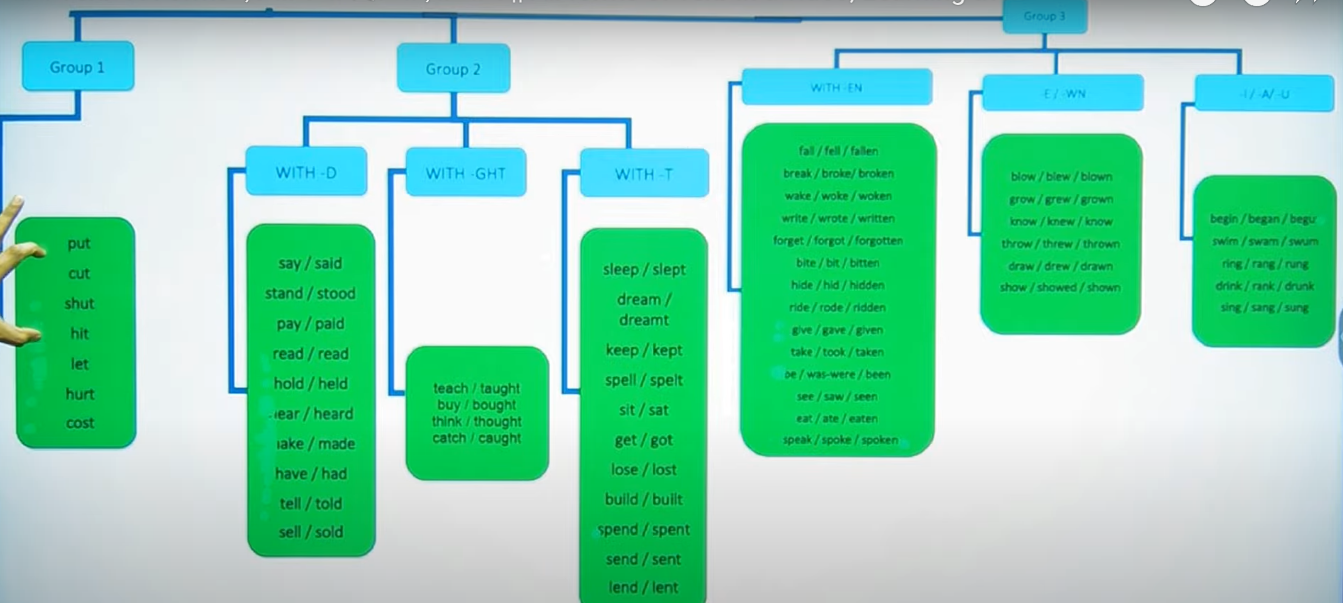 Group 1
Group 2
Group 3
WITH -D
WITH -GHT
WITH -T
WITH -EN
-E / -WN
-I / -A/ -U
put
cut
shut
hit
let
hurt
cost
say / said
stand / stood
pay / paid
read / read
hold / held
ear / heard
ake / made
have / had
tell / told
sell / sold
teach / taught
buy / bought
think / thought
catch / caught
sleep / slept
dream /
dreamt
keep / kept
spell / spelt
sit / sat
get / got
lose / lost
build / built
spend / spent
send / sent
lend / lent
fall / fell / fallen
break / broke/ broken
wake / woke / woken
write / wrote / written
forget / forgot / forgotten
bite / bit / bitten
hide / hid / hidden
ride / rode / ridden
give / gave / given
take / took / taken
be / was-were / been
see / saw / seen
eat / ate / eaten
speak / spoke / spoken
blow / blew / blown
grow / grew / grown
know / knew / know
throw / threw / thrown
draw / drew / drawn
show / showed / shown
begin / began / begu
swim / swam / swum
ring / rang / rung
drink / rank / drunk
sing / sang / sung